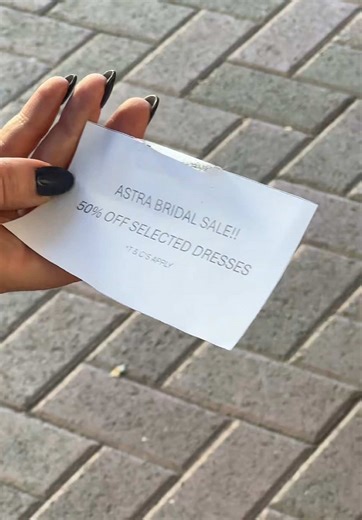 ASTRA BRIDAL SALE!!
50% OFF SELECTED DRESSES
*T & C'S APPLY